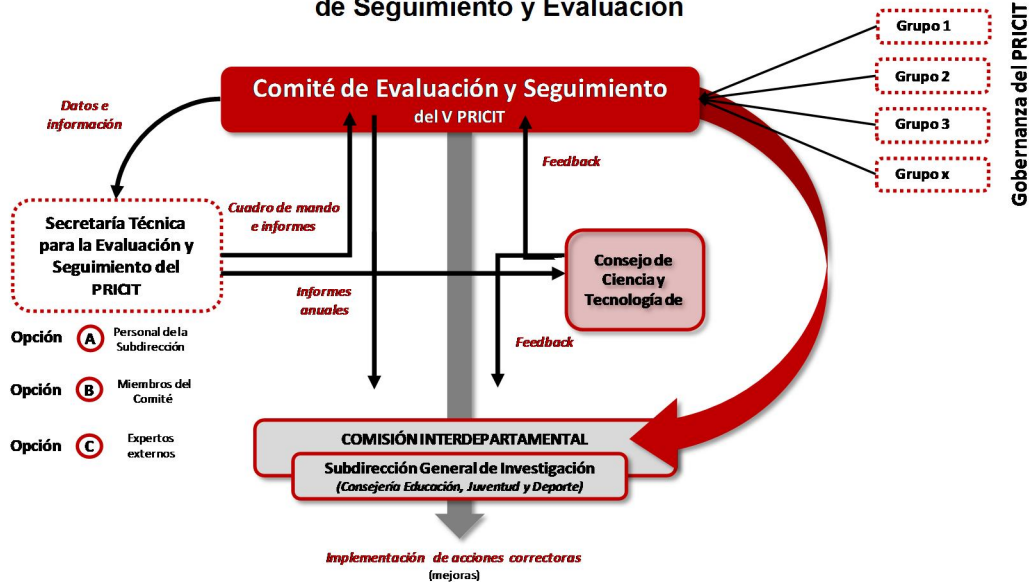 de Seguimiento y Evaluación
Grupo 1
Grupo 2
Grupo 3
Grupo x
Gobernanza del PRICIT
Comité de Evaluación y Seguimiento
del V PRICIT
Datos e
información
Feedback
Cuadro de mando
e informes
Secretaría Técnica
para la Evaluación y
Seguimiento del
PRICIT
Consejo de
Ciencia y
Tecnología de
Informes
anuales
Feedback
Opción A Personal de la
Subdirección
Opción B Miembros del
Comité
Opción C Expertos
externos
COMISIÓN INTERDEPARTAMENTAL
Subdirección General de Investigación
(Consejería Educación, Juventud y Deporte)
Implementación de acciones correctoras
(mejoras)